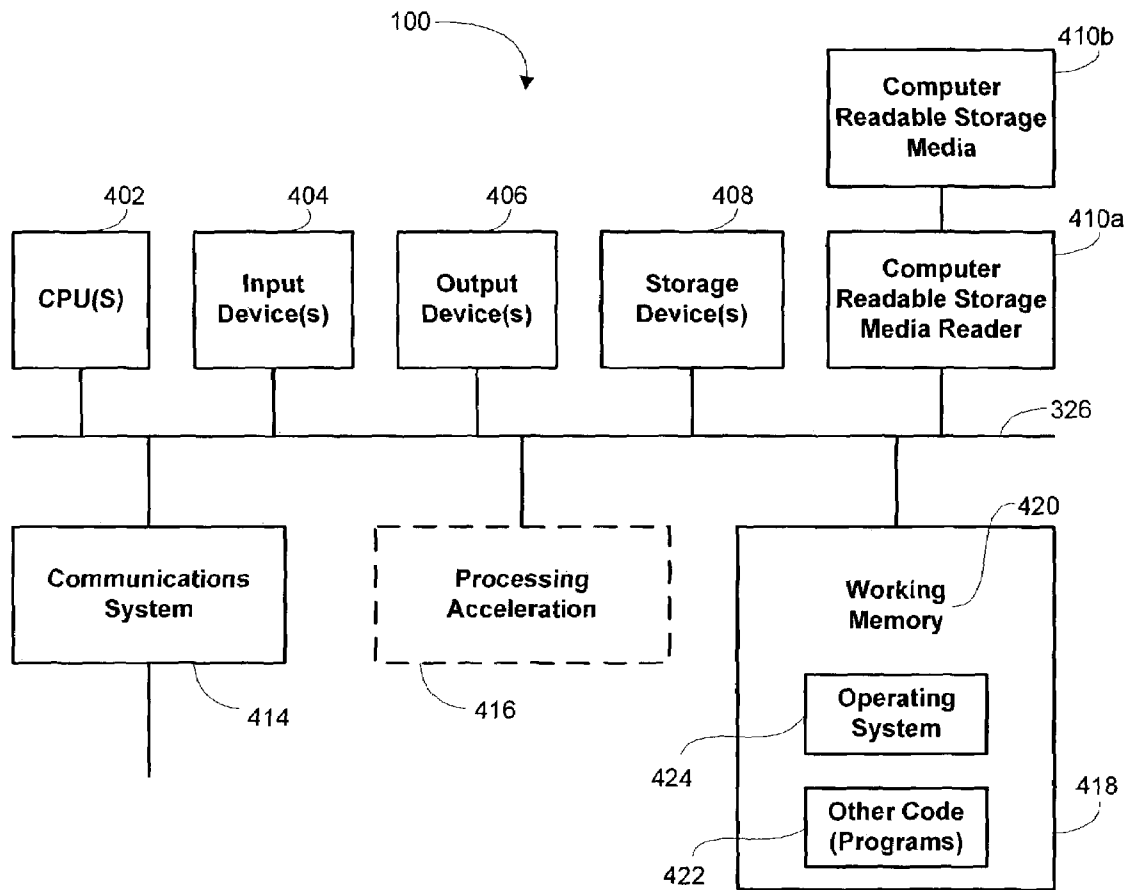 100
410b
Computer
Readable Storage
Media
402
404
406
408
410a
CPU(S)
Input
Device(s)
Output
Device(s)
Storage
Device(s)
Computer
Readable Storage
Media Reader
326
420
Communications
System
Processing
Acceleration
Working
Memory
414
416
Operating
System
424
418
Other Code
(Programs)
422